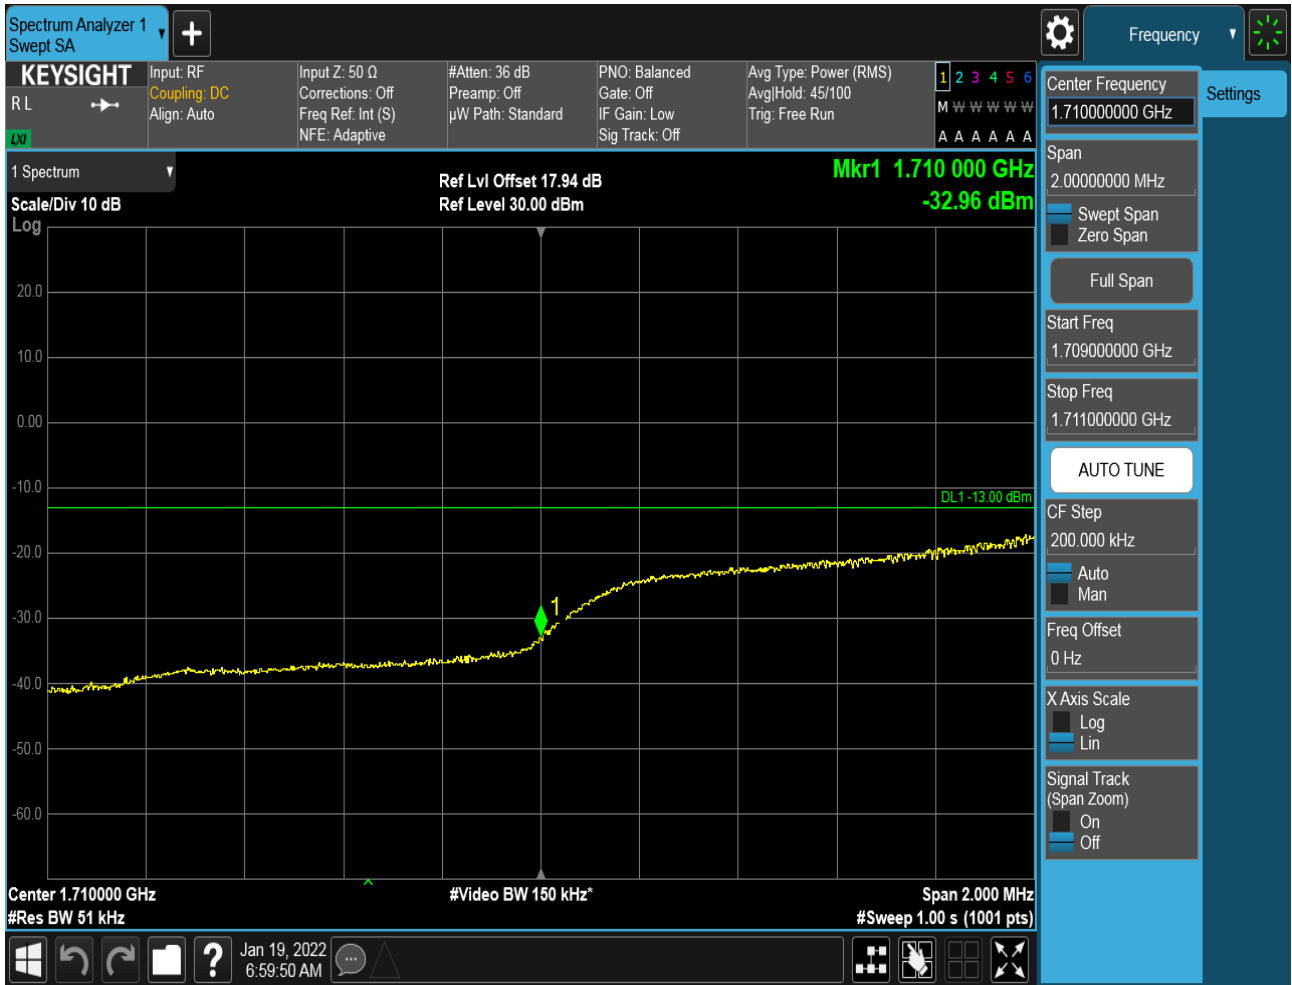 Spectrum Analyzer 1
Swept SA
Frequency
KEYSIGHT
R L
LXI
Input: RF
Coupling: DC
Align: Auto
Input Z: 50 Ω
Corrections: Off
Freq Ref: Int (S)
NFE: Adaptive
#Atten: 36 dB
Preamp: Off
µW Path: Standard
PNO: Balanced
Gate: Off
IF Gain: Low
Sig Track: Off
Avg Type: Power (RMS)
Avg|Hold: 45/100
Trig: Free Run
1 2 3 4 5 6
M W W W W W
A A A A A A
1 Spectrum
Scale/Div 10 dB
Log
Ref Lvl Offset 17.94 dB
Ref Level 30.00 dBm
Mkr1 1.710 000 GHz
-32.96 dBm
20.0
10.0
0.00
-10.0
-20.0
-30.0
-40.0
-50.0
-60.0
DL1 -13.00 dBm
1
Center 1.710000 GHz
#Res BW 51 kHz
#Video BW 150 kHz*
Span 2.000 MHz
#Sweep 1.00 s (1001 pts)
Jan 19, 2022
6:59:50 AM
Center Frequency
1.710000000 GHz
Settings
Span
2.00000000 MHz
Swept Span
Zero Span
Full Span
Start Freq
1.709000000 GHz
Stop Freq
1.711000000 GHz
AUTO TUNE
CF Step
200.000 kHz
Auto
Man
Freq Offset
0 Hz
X Axis Scale
Log
Lin
Signal Track
(Span Zoom)
On
Off